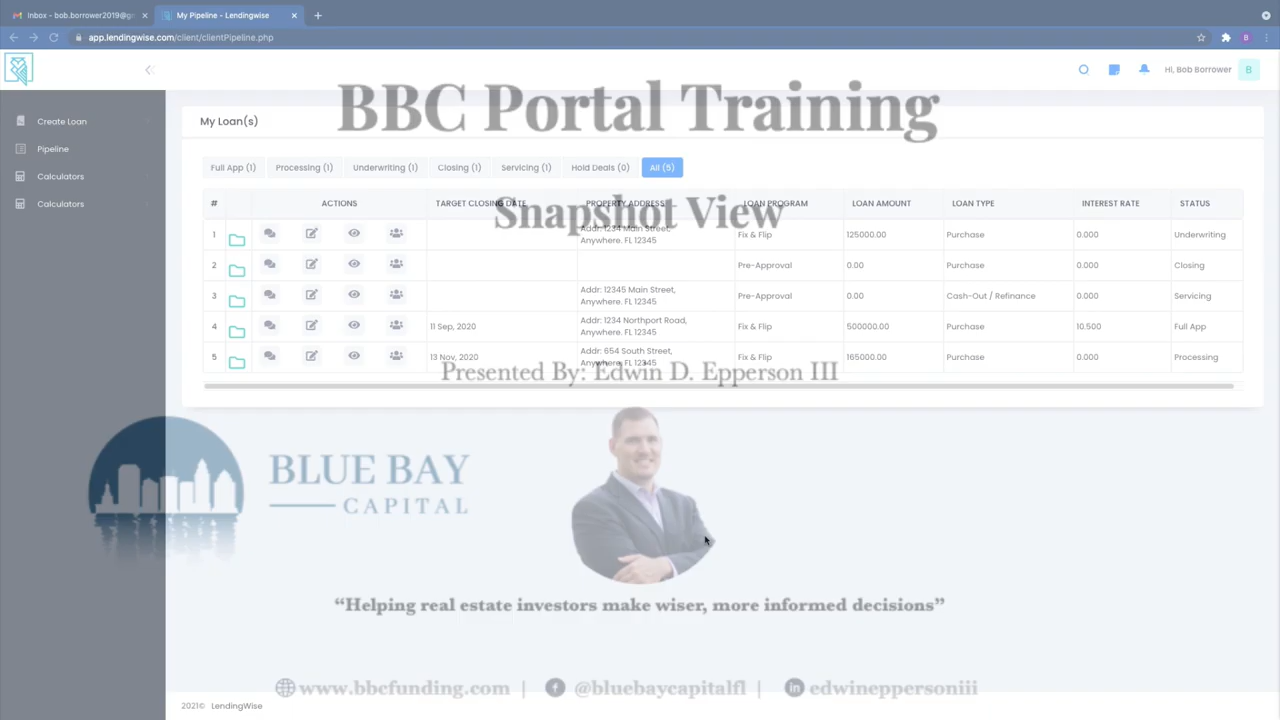 Inbox - bob.borrower2019@g
My Pipeline - Lendingwise
app.lendingwise.com/client/clientPipeline.php
B
Hi, Bob Borrower
B
BBC Portal Training
Create Loan
Pipeline
Calculators
Calculators
My Loan(s)
Full App (1) Processing (1) Underwriting (1) Closing (1) Servicing (1) Hold Deals (0) All (5)
Snapshot View
# ACTIONS TARGET CLOSING DATE PROPERTY ADDRESS LOAN PROGRAM LOAN AMOUNT LOAN TYPE INTEREST RATE STATUS
1 Addr: 1234 Main Street, Anywhere. FL 12345 Fix & Flip 125000.00 Purchase 0.000 Underwriting
2 Pre-Approval 0.00 Purchase 0.000 Closing
3 Addr: 12345 Main Street, Anywhere. FL 12345 Pre-Approval 0.00 Cash-Out / Refinance 0.000 Servicing
4 11 Sep, 2020 Addr: 1234 Northport Road, Anywhere. FL 12345 Fix & Flip 500000.00 Purchase 10.500 Full App
5 13 Nov, 2020 Addr: 654 South Street, Anywhere. FL 12345 Fix & Flip 165000.00 Purchase 0.000 Processing
Presented By: Edwin D. Epperson III
BLUE BAY
CAPITAL
“Helping real estate investors make wiser, more informed decisions”
www.bbcfunding.com | @bluebaycapitalfl | edwineppersoniii
2021© LendingWise